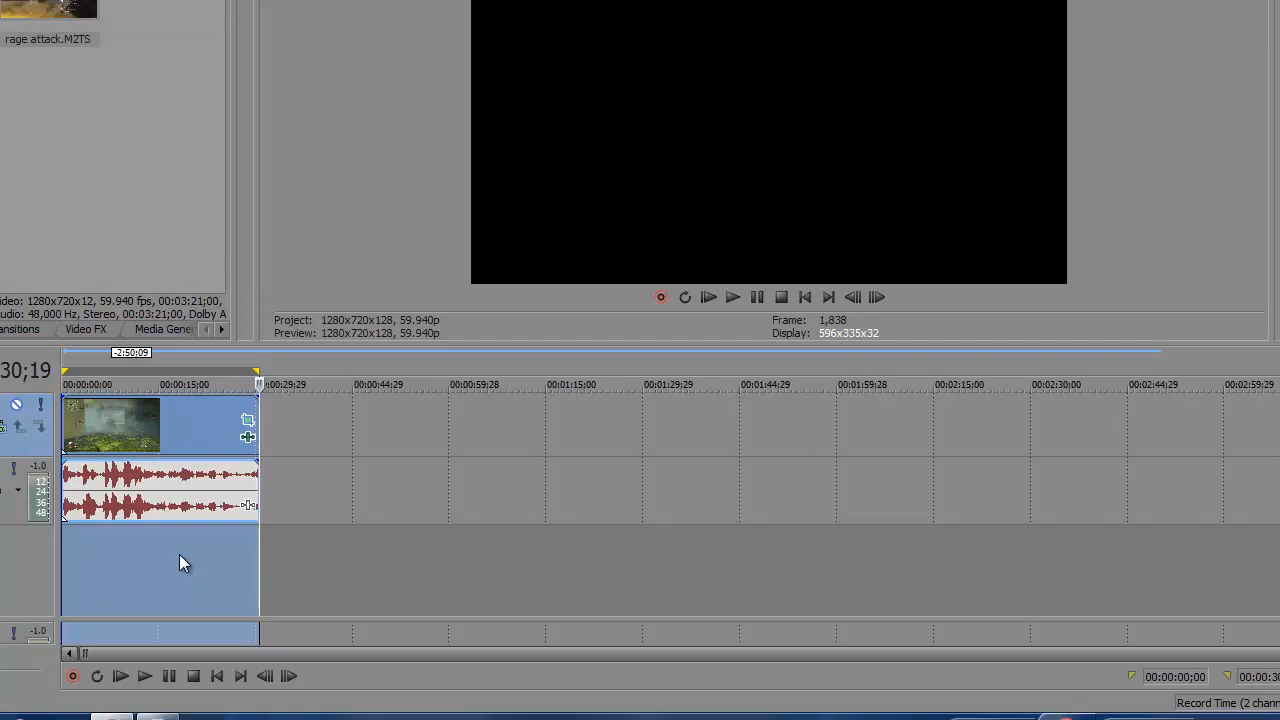 rage attack.M2TS
ideo: 1280x720x12, 59.940 fps, 00:03:21;00,
udio: 48,000 Hz, Stereo, 00:03:21;00, Dolby A
ansitions Video FX Media Gener
Project: 1280x720x128, 59.940p
Preview: 1280x720x128, 59.940p
Frame: 1,838
Display: 596x335x32
-2:50;09
30;19
00:00:00;00 00:00:15;00 :00:29;29 00:00:44;29 00:00:59;28 00:01:15;00 00:01:29;29 00:01:44;29 00:01:59;28 00:02:15;00 00:02:30;00 00:02:44;29 00:02:59;29
-1.0
12
24
36
48
-1.0
00:00:00;00 00:00:30
Record Time (2 chann